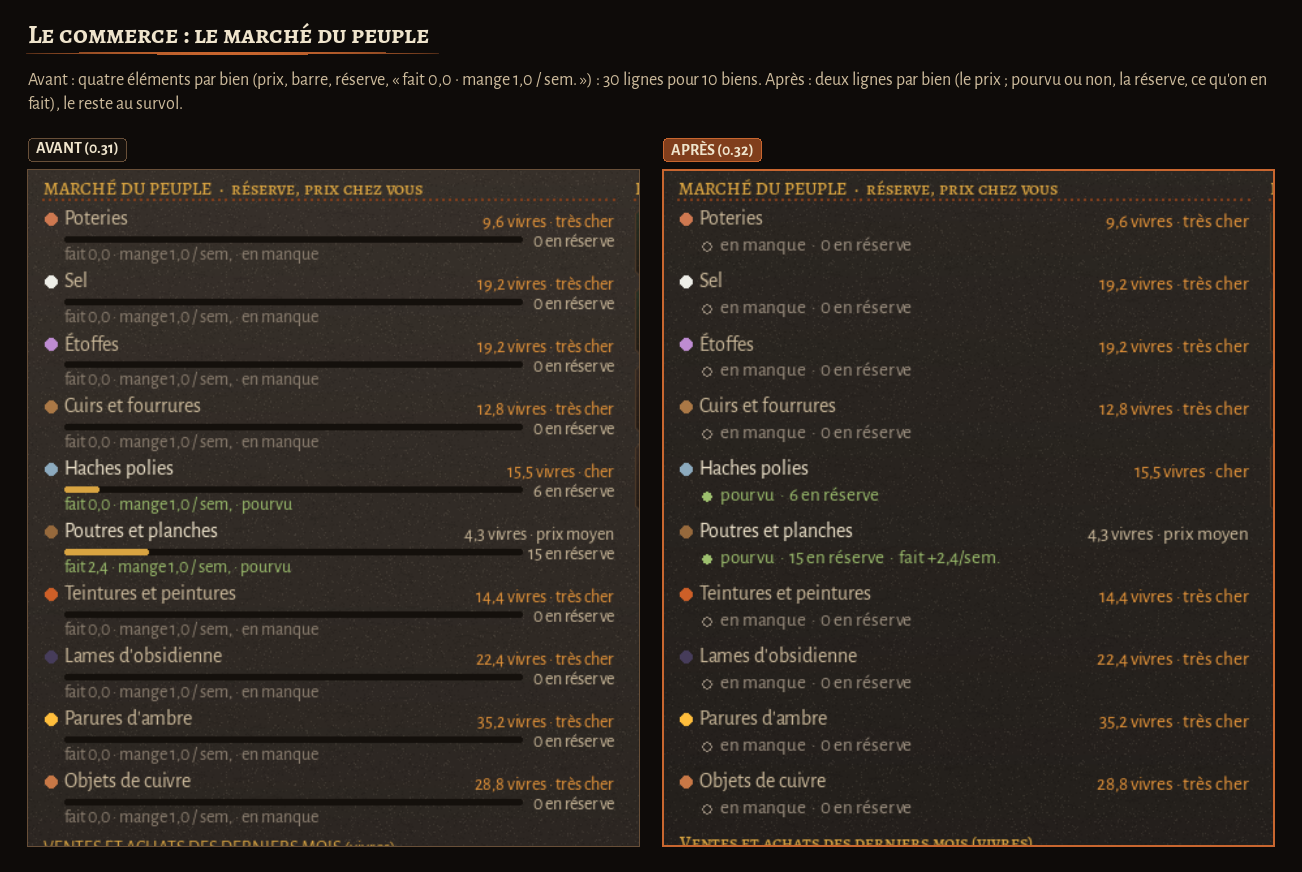 Le commerce : le marché du peuple
Avant : quatre éléments par bien (prix, barre, réserve, « fait 0,0 · mange 1,0 / sem. ») : 30 lignes pour 10 biens. Après : deux lignes par bien (le prix ; pourvu ou non, la réserve, ce qu'on en
fait), le reste au survol.
AVANT (0.31)
MARCHÉ DU PEUPLE · RÉSERVE, PRIX CHEZ VOUS
Poteries 9,6 vivres · très cher
0 en réserve
fait 0,0 · mange 1,0 / sem. · en manque
Sel 19,2 vivres · très cher
0 en réserve
fait 0,0 · mange 1,0 / sem. · en manque
Étoffes 19,2 vivres · très cher
0 en réserve
fait 0,0 · mange 1,0 / sem. · en manque
Cuirs et fourrures 12,8 vivres · très cher
0 en réserve
fait 0,0 · mange 1,0 / sem. · en manque
Haches polies 15,5 vivres · cher
6 en réserve
fait 0,0 · mange 1,0 / sem. · pourvu
Poutres et planches 4,3 vivres · prix moyen
15 en réserve
fait 2,4 · mange 1,0 / sem. · pourvu
Teintures et peintures 14,4 vivres · très cher
0 en réserve
fait 0,0 · mange 1,0 / sem. · en manque
Lames d'obsidienne 22,4 vivres · très cher
0 en réserve
fait 0,0 · mange 1,0 / sem. · en manque
Parures d'ambre 35,2 vivres · très cher
0 en réserve
fait 0,0 · mange 1,0 / sem. · en manque
Objets de cuivre 28,8 vivres · très cher
0 en réserve
fait 0,0 · mange 1,0 / sem. · en manque
VENTES ET ACHATS DES DERNIERS MOIS (vivres)
APRÈS (0.32)
MARCHÉ DU PEUPLE · RÉSERVE, PRIX CHEZ VOUS
Poteries 9,6 vivres · très cher
en manque · 0 en réserve
Sel 19,2 vivres · très cher
en manque · 0 en réserve
Étoffes 19,2 vivres · très cher
en manque · 0 en réserve
Cuirs et fourrures 12,8 vivres · très cher
en manque · 0 en réserve
Haches polies 15,5 vivres · cher
pourvu · 6 en réserve
Poutres et planches 4,3 vivres · prix moyen
pourvu · 15 en réserve · fait +2,4/sem.
Teintures et peintures 14,4 vivres · très cher
en manque · 0 en réserve
Lames d'obsidienne 22,4 vivres · très cher
en manque · 0 en réserve
Parures d'ambre 35,2 vivres · très cher
en manque · 0 en réserve
Objets de cuivre 28,8 vivres · très cher
en manque · 0 en réserve
Ventes et achats des derniers mois (vivres)